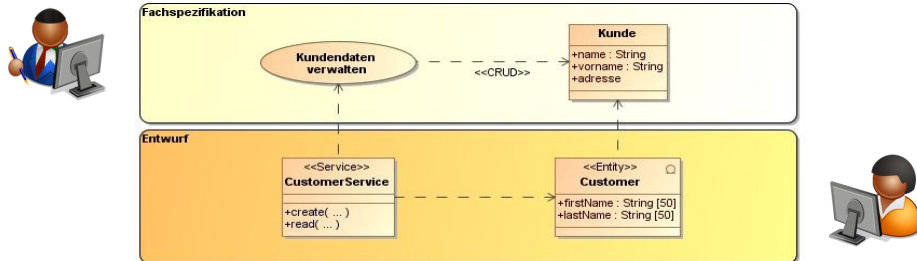 Fachspezifikation
Kundendaten
verwalten
<<CRUD>>
Kunde
+name : String
+vorname : String
+adresse
Entwurf
<<Service>>
CustomerService
+create( ... )
+read( ... )
<<Entity>>
Customer
+firstName : String [50]
+lastName : String [50]